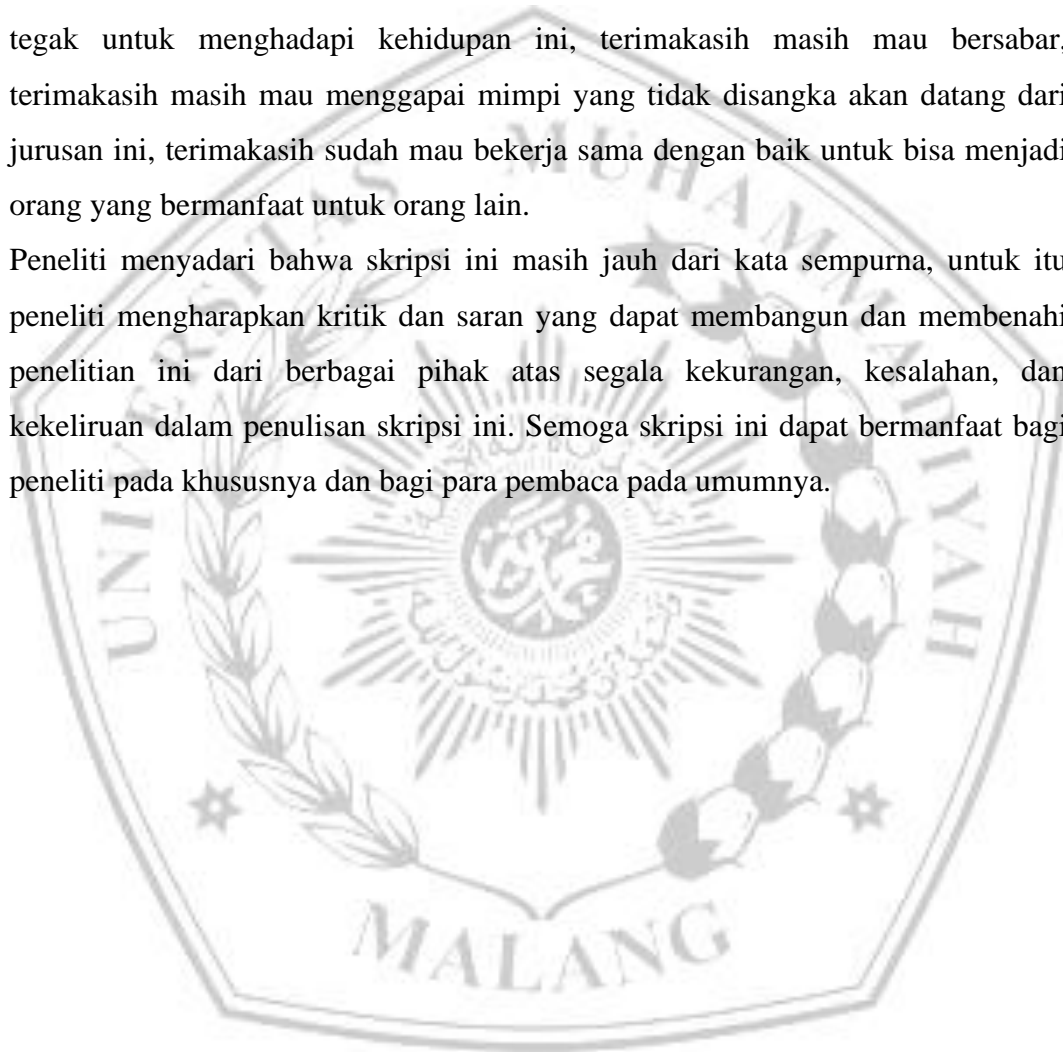 tegak untuk menghadapi kehidupan ini, terimakasih masih mau bersabar,
terimakasih masih mau menggapai mimpi yang tidak disangka akan datang dari
jurusan ini, terimakasih sudah mau bekerja sama dengan baik untuk bisa menjadi
orang yang bermanfaat untuk orang lain.
Peneliti menyadari bahwa skripsi ini masih jauh dari kata sempurna, untuk itu
peneliti mengharapkan kritik dan saran yang dapat membangun dan membenahi
penelitian ini dari berbagai pihak atas segala kekurangan, kesalahan, dan
kekeliruan dalam penulisan skripsi ini. Semoga skripsi ini dapat bermanfaat bagi
peneliti pada khususnya dan bagi para pembaca pada umumnya.
UNIVERSITAS MUHAMMADIYAH
MALANG